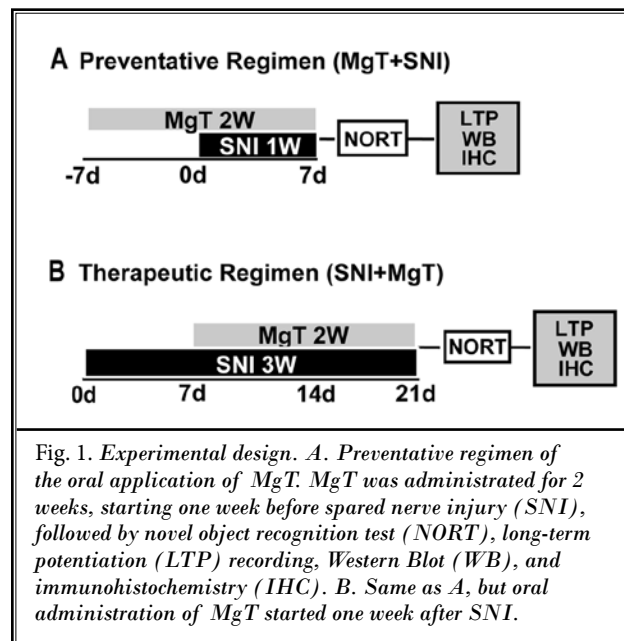 A Preventative Regimen (MgT+SNI)
MgT 2W
SNI 1W
-7d 0d 7d
NORT
LTP
WB
IHC
B Therapeutic Regimen (SNI+MgT)
MgT 2W
SNI 3W
0d 7d 14d 21d
NORT
LTP
WB
IHC
Fig. 1. Experimental design. A. Preventative regimen of
the oral application of MgT. MgT was administrated for 2
weeks, starting one week before spared nerve injury (SNI),
followed by novel object recognition test (NORT), long-term
potentiation (LTP) recording, Western Blot (WB), and
immunohistochemistry (IHC). B. Same as A, but oral
administration of MgT started one week after SNI.